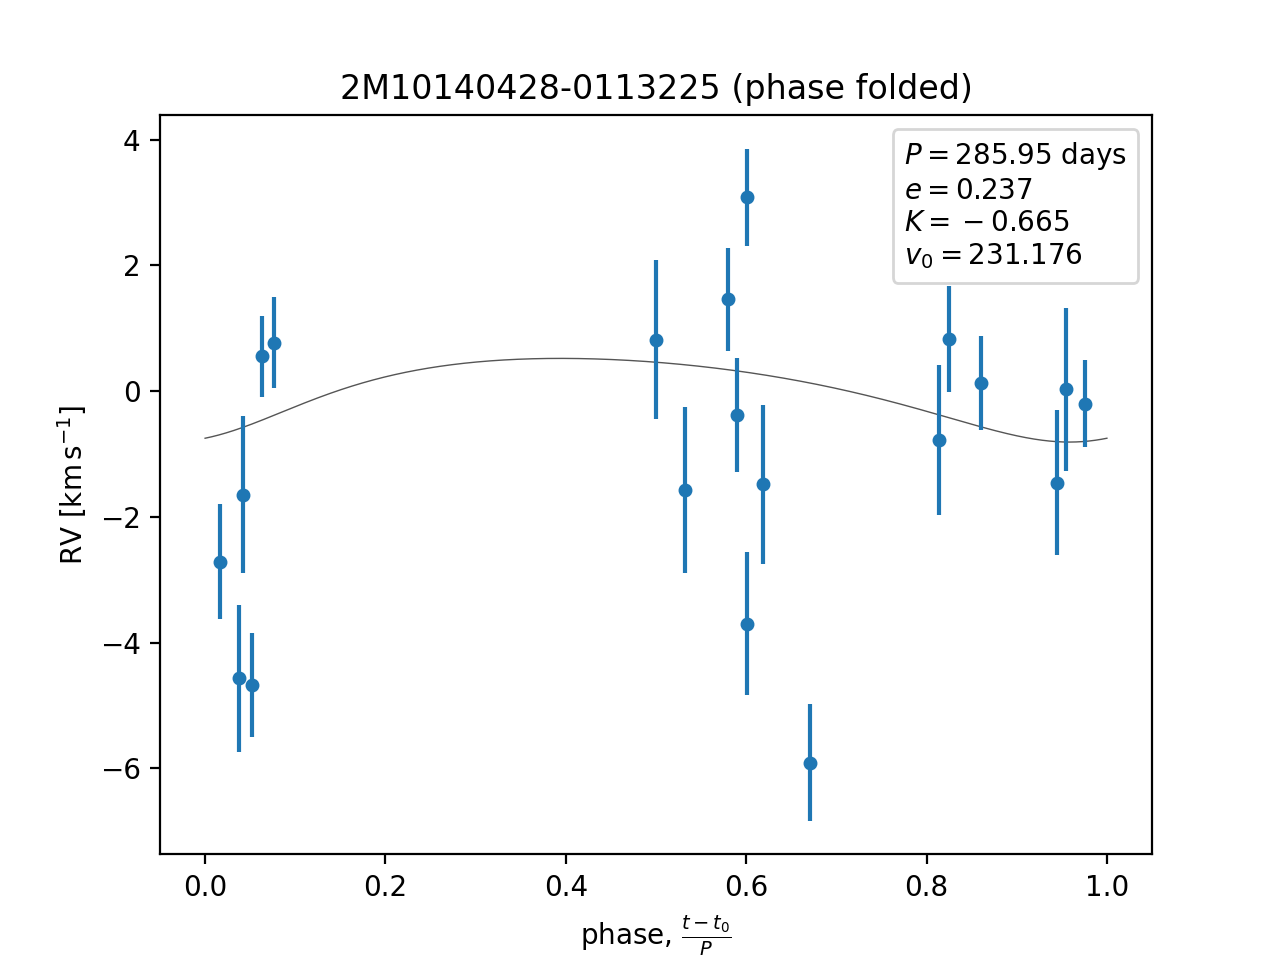 2M10140428-0113225 (phase folded)
P = 285.95 days
e = 0.237
K = −0.665
v₀ = 231.176
4
2
0
−2
−4
−6
RV [km s⁻¹]
0.0 0.2 0.4 0.6 0.8 1.0
phase, (t − t₀)/P